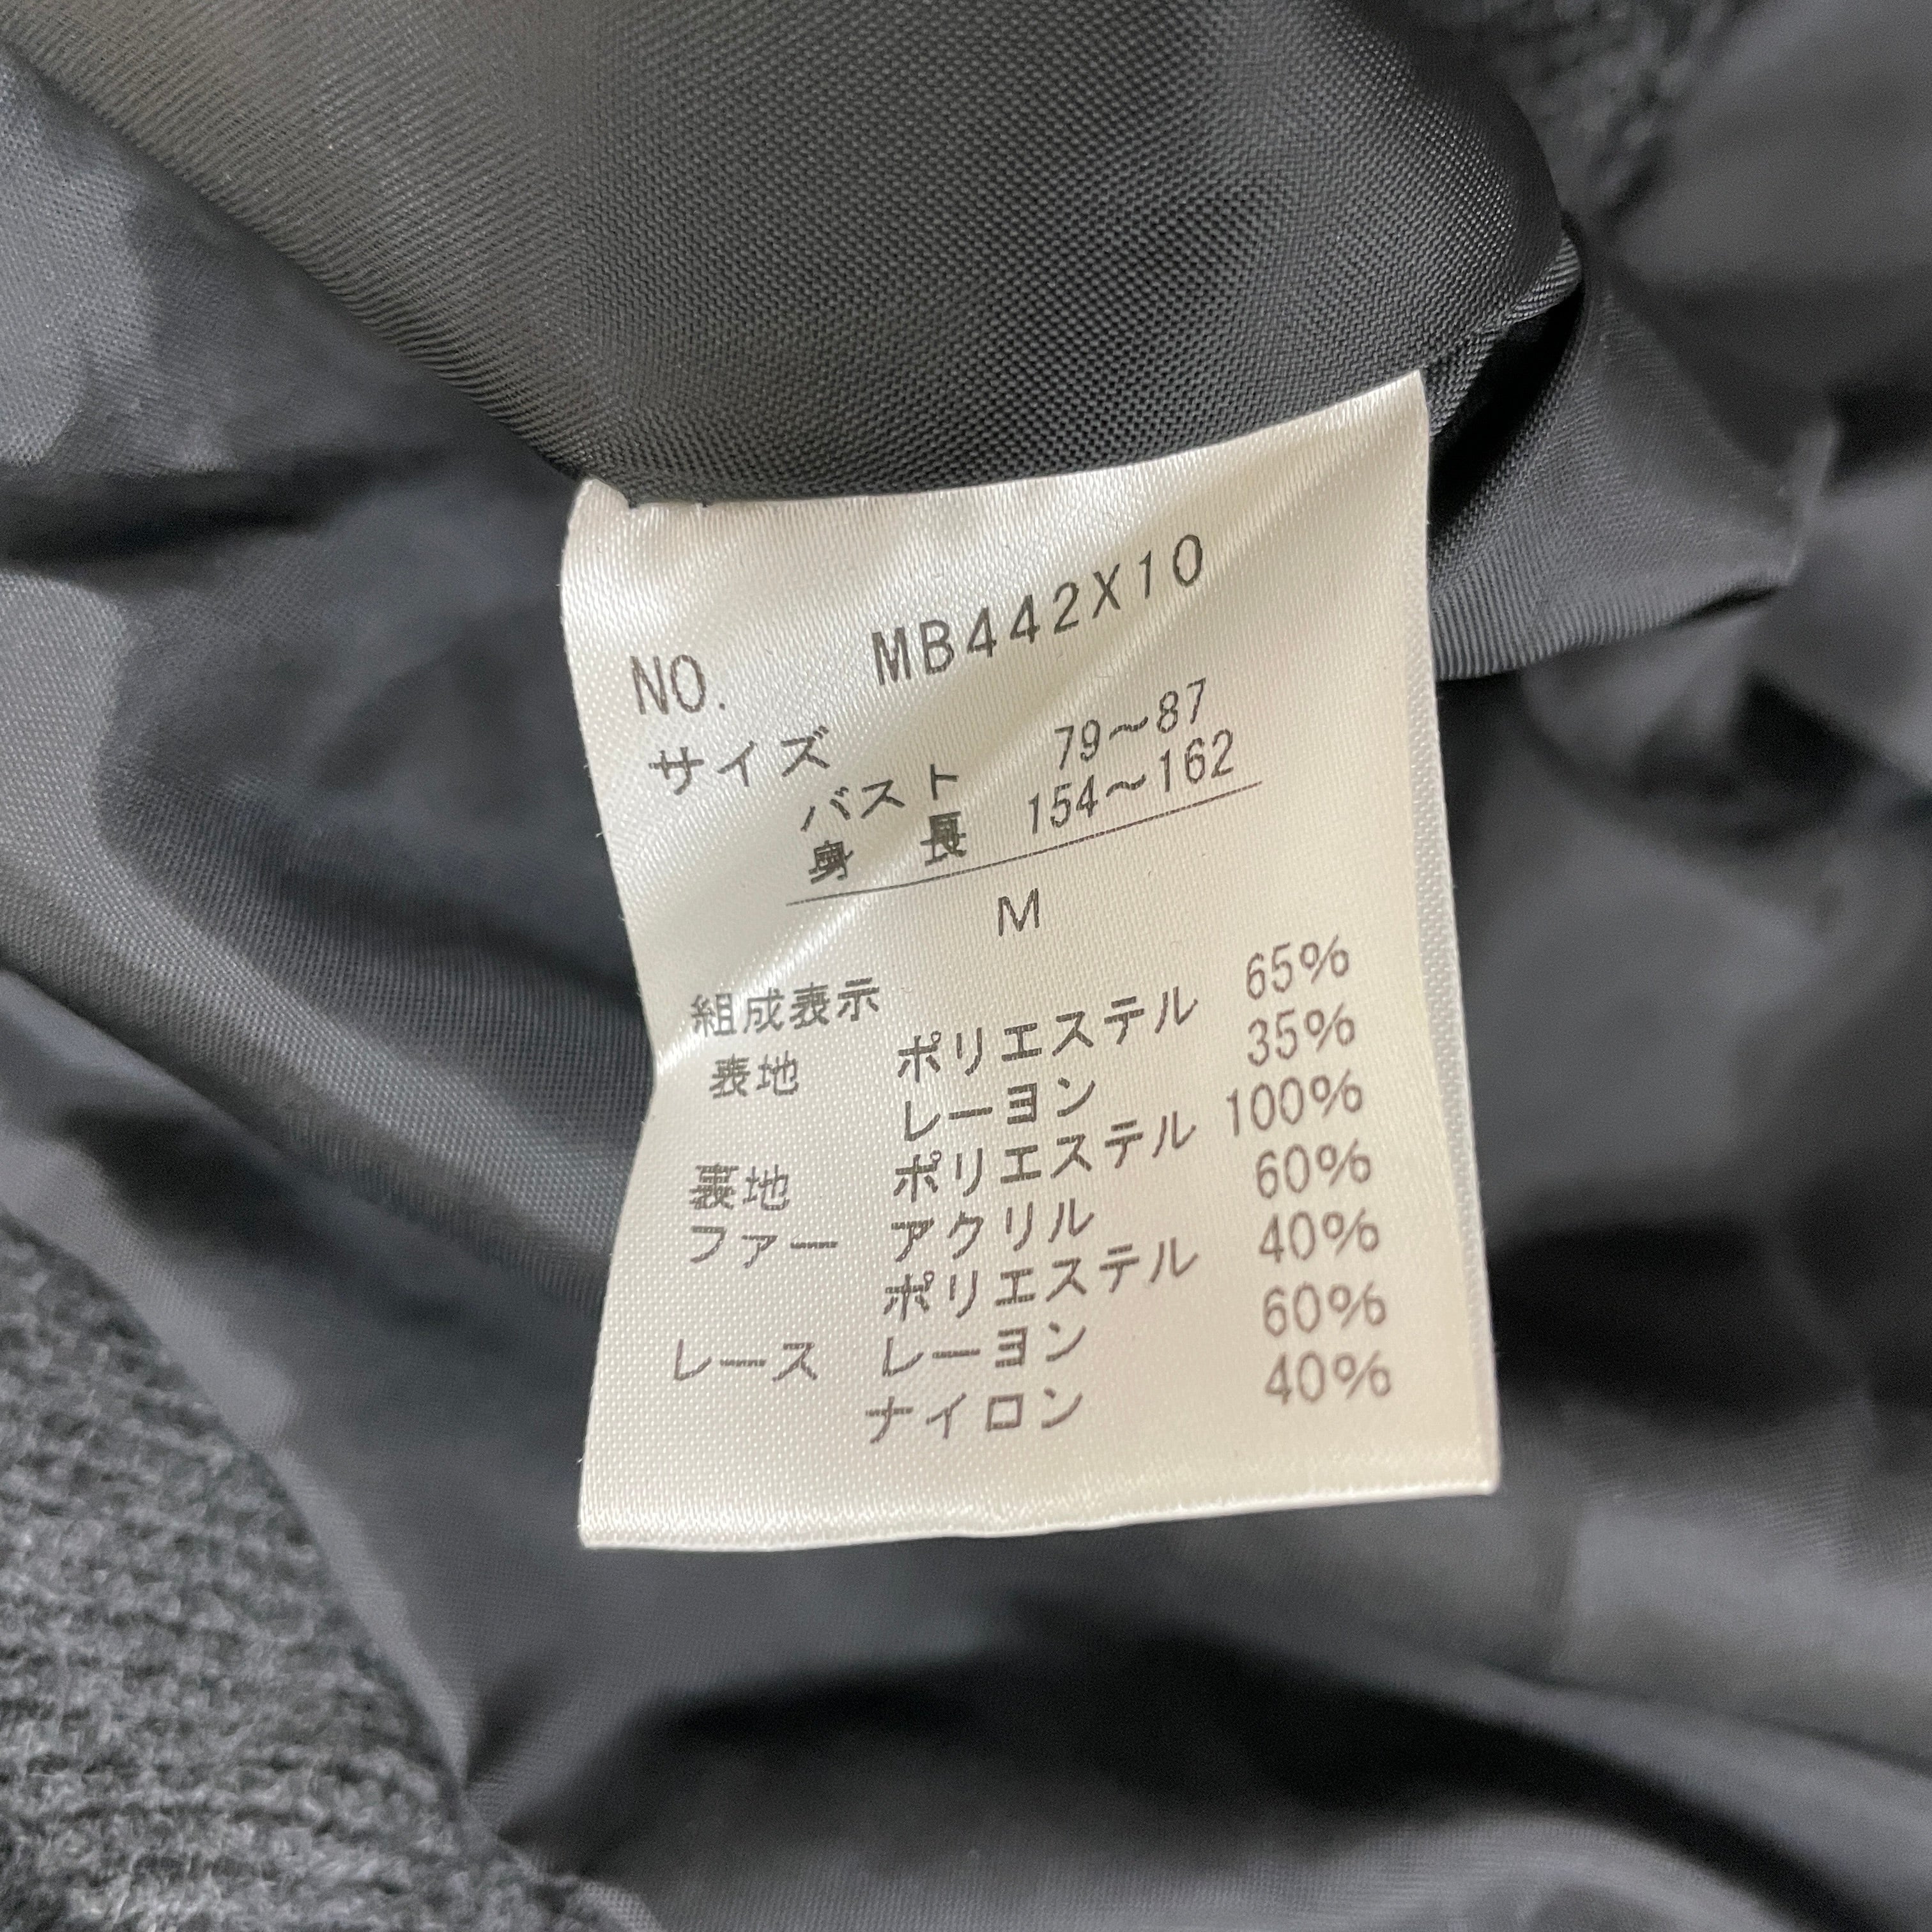 NO. MB442X10
サイズ
バスト 79〜87
身 長 154〜162
M
組成表示
表地 ポリエステル 65%
レーヨン 35%
裏地 ポリエステル 100%
ファー アクリル 60%
ポリエステル 40%
レース レーヨン 60%
ナイロン 40%